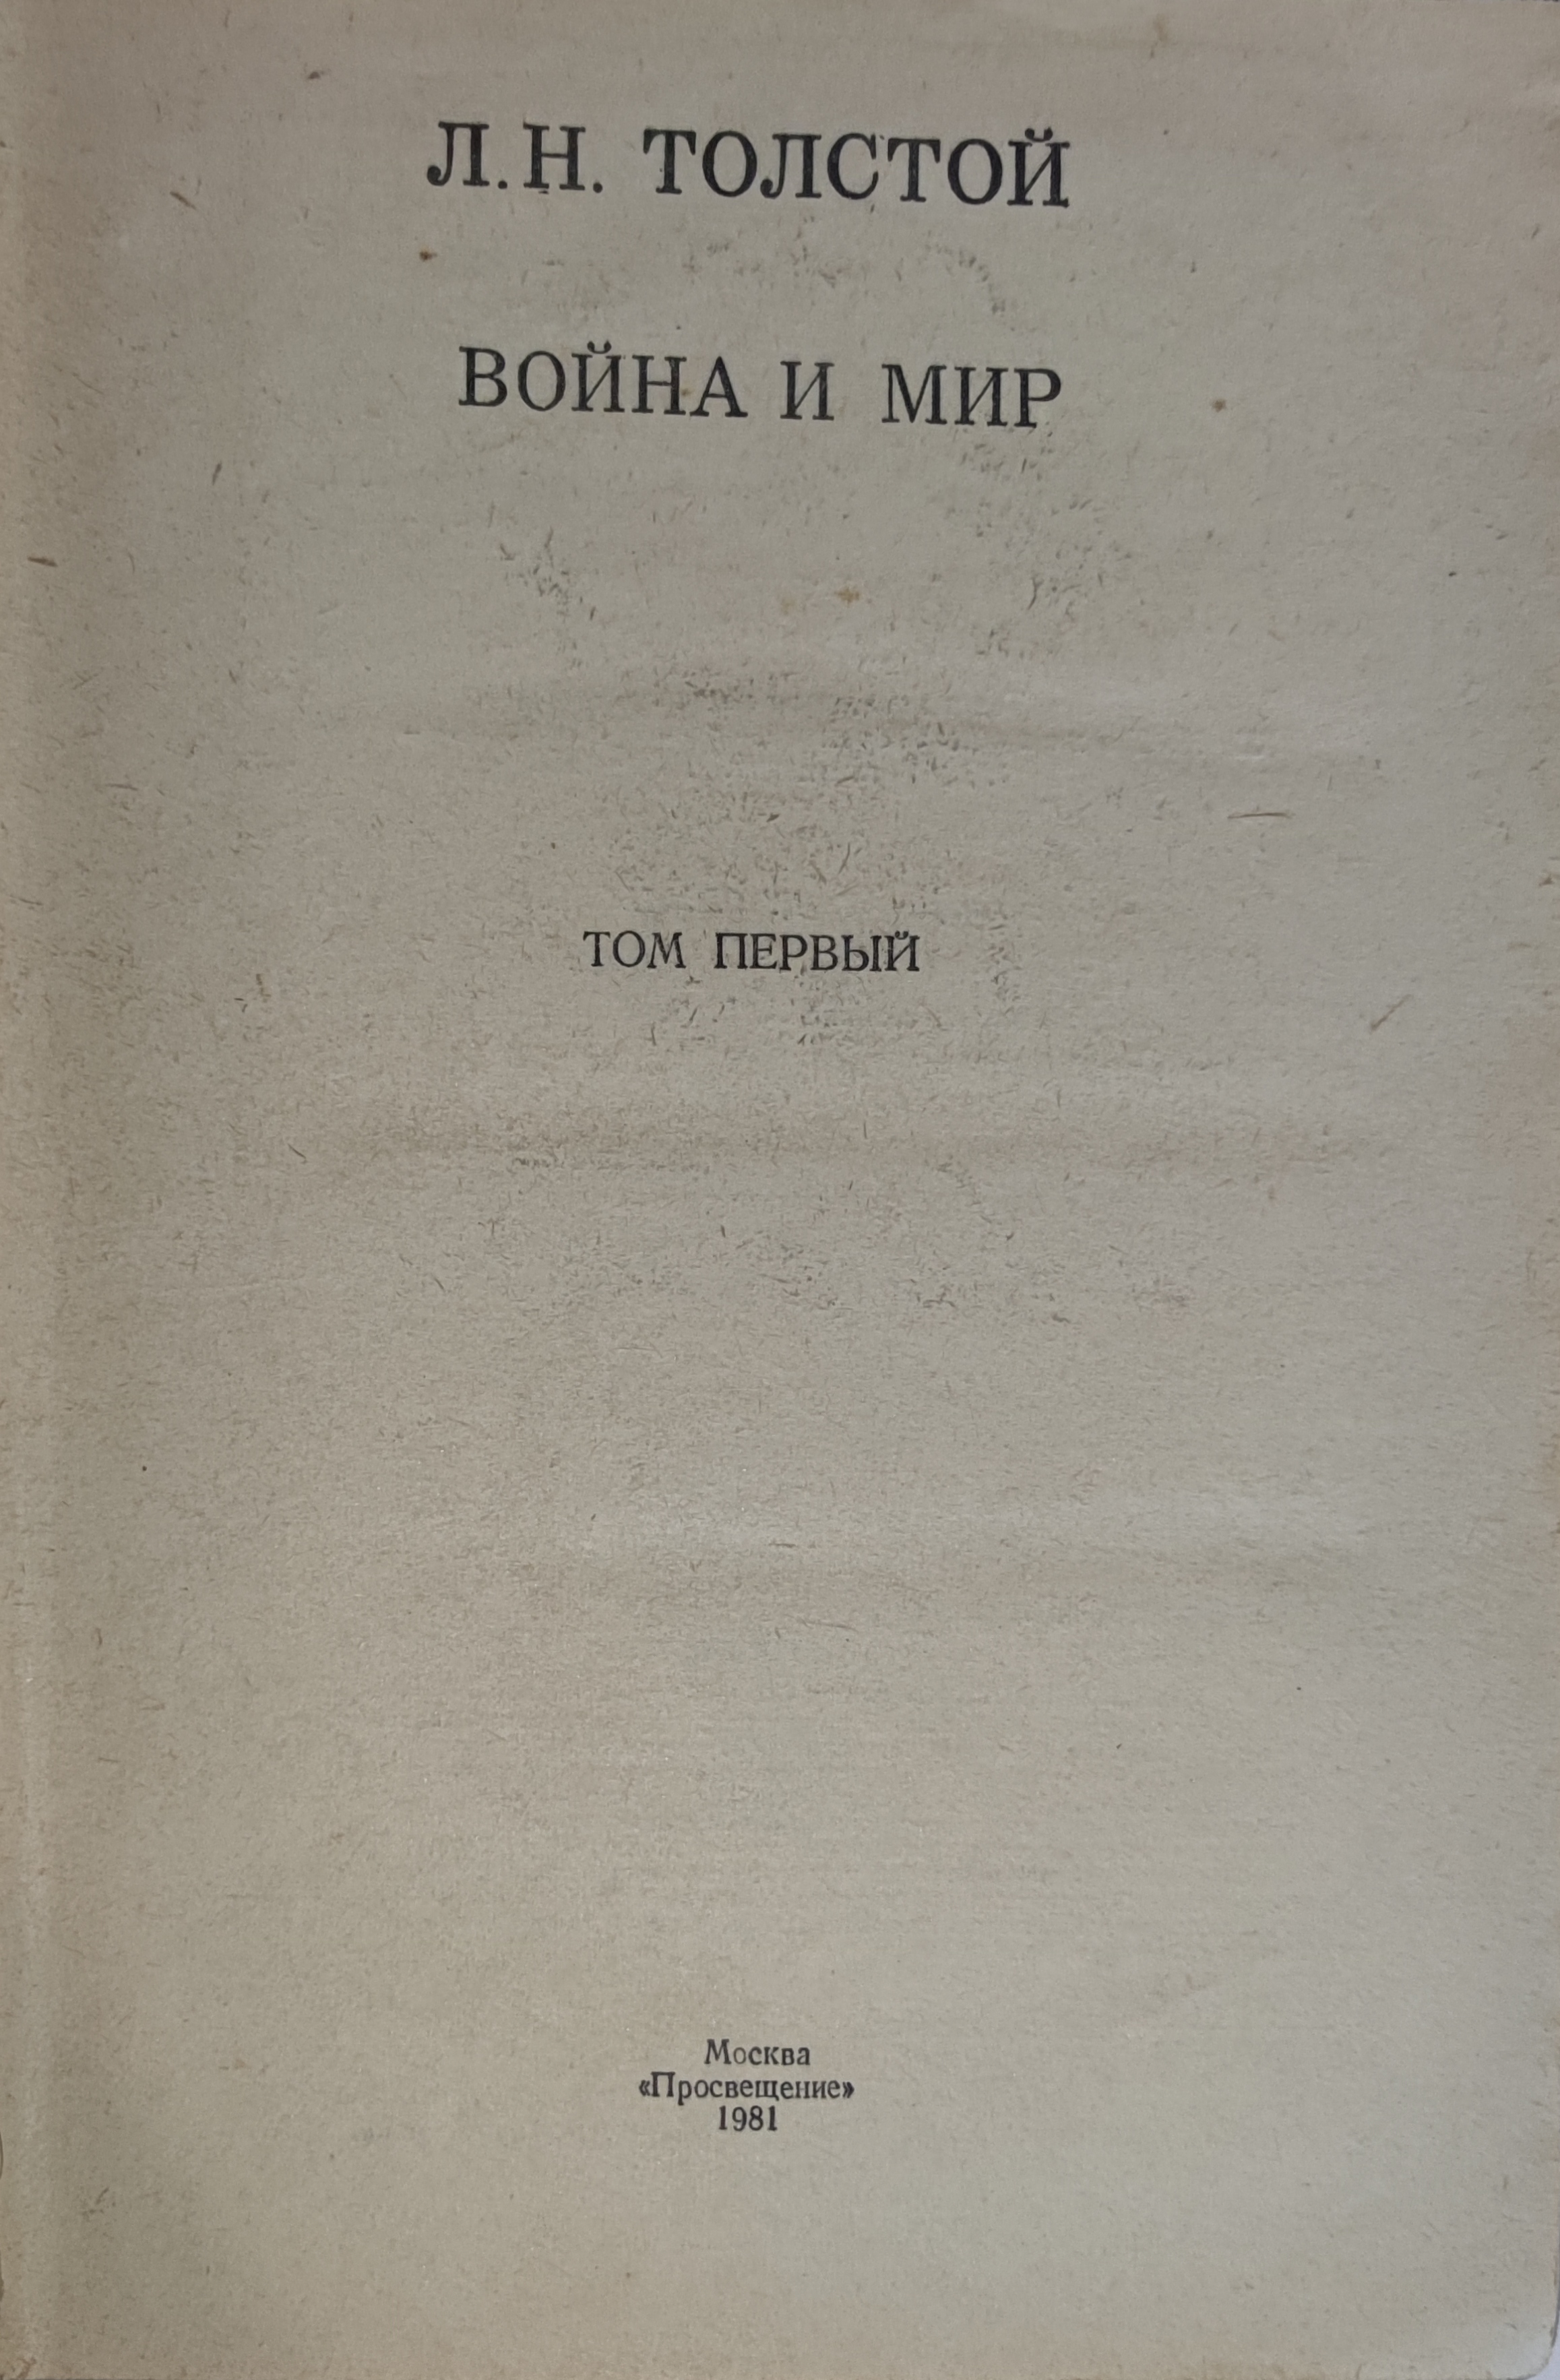 Л. Н. ТОЛСТОЙ
ВОЙНА И МИР
ТОМ ПЕРВЫЙ
Москва
«Просвещение»
1981